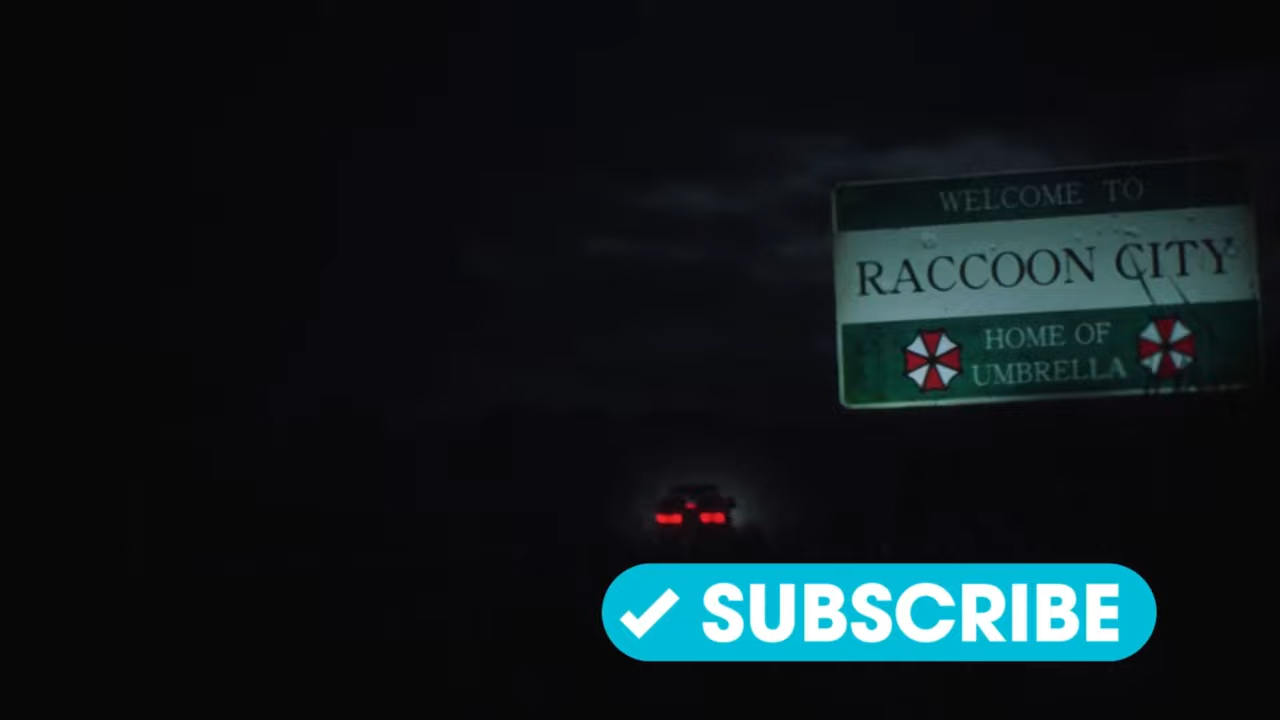 WELCOME TO
RACCOON CITY
HOME OF
UMBRELLA
SUBSCRIBE